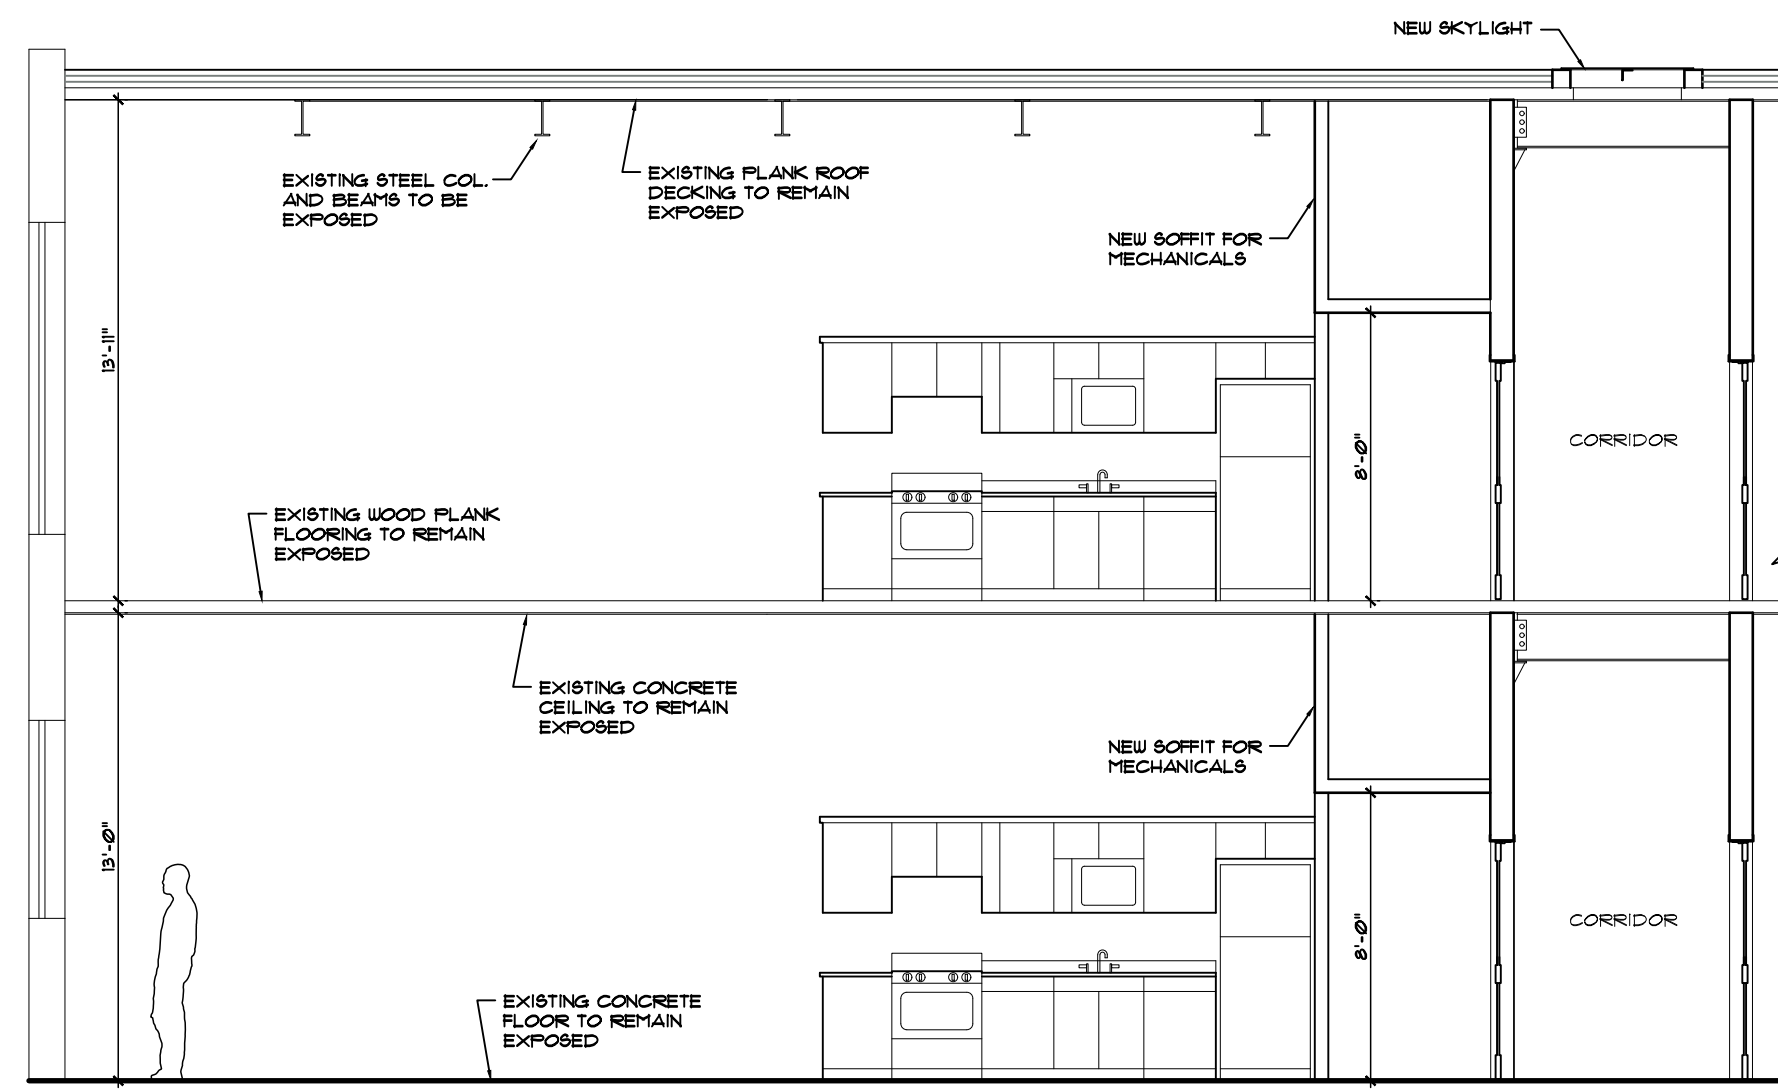 NEW SKYLIGHT
EXISTING STEEL COL.
AND BEAMS TO BE
EXPOSED
EXISTING PLANK ROOF
DECKING TO REMAIN
EXPOSED
NEW SOFFIT FOR
MECHANICALS
13'-11"
8'-0"
CORRIDOR
EXISTING WOOD PLANK
FLOORING TO REMAIN
EXPOSED
EXISTING CONCRETE
CEILING TO REMAIN
EXPOSED
NEW SOFFIT FOR
MECHANICALS
13'-0"
8'-0"
CORRIDOR
EXISTING CONCRETE
FLOOR TO REMAIN
EXPOSED